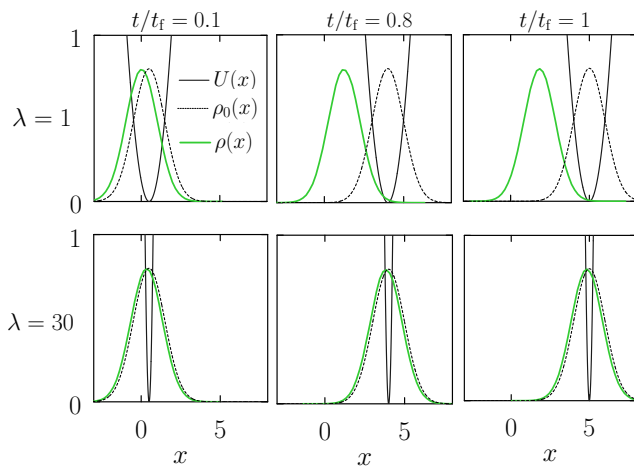 t/t_f = 0.1
t/t_f = 0.8
t/t_f = 1
1
U(x)
ρ₀(x)
ρ(x)
λ = 1
0
1
λ = 30
0
0 5 0 5 0 5
x x x